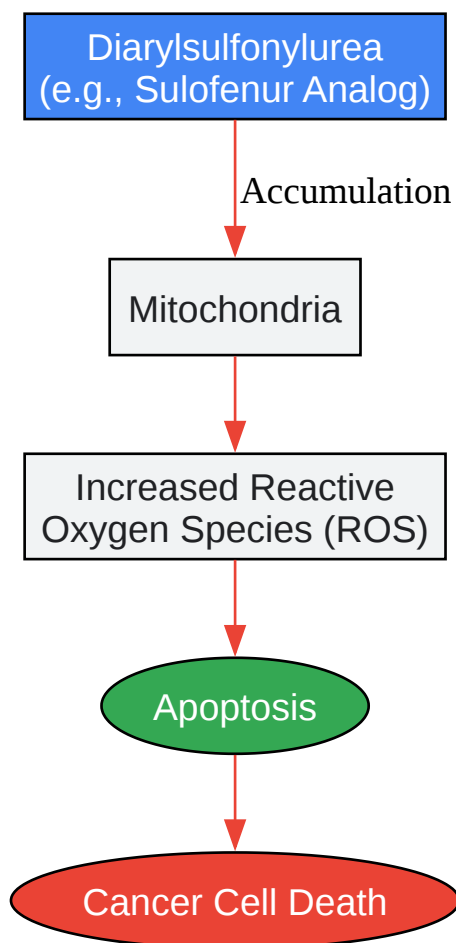 Diarylsulfonylurea
(e.g., Sulofenur Analog)
Accumulation
Mitochondria
Increased Reactive
Oxygen Species (ROS)
Apoptosis
Cancer Cell Death